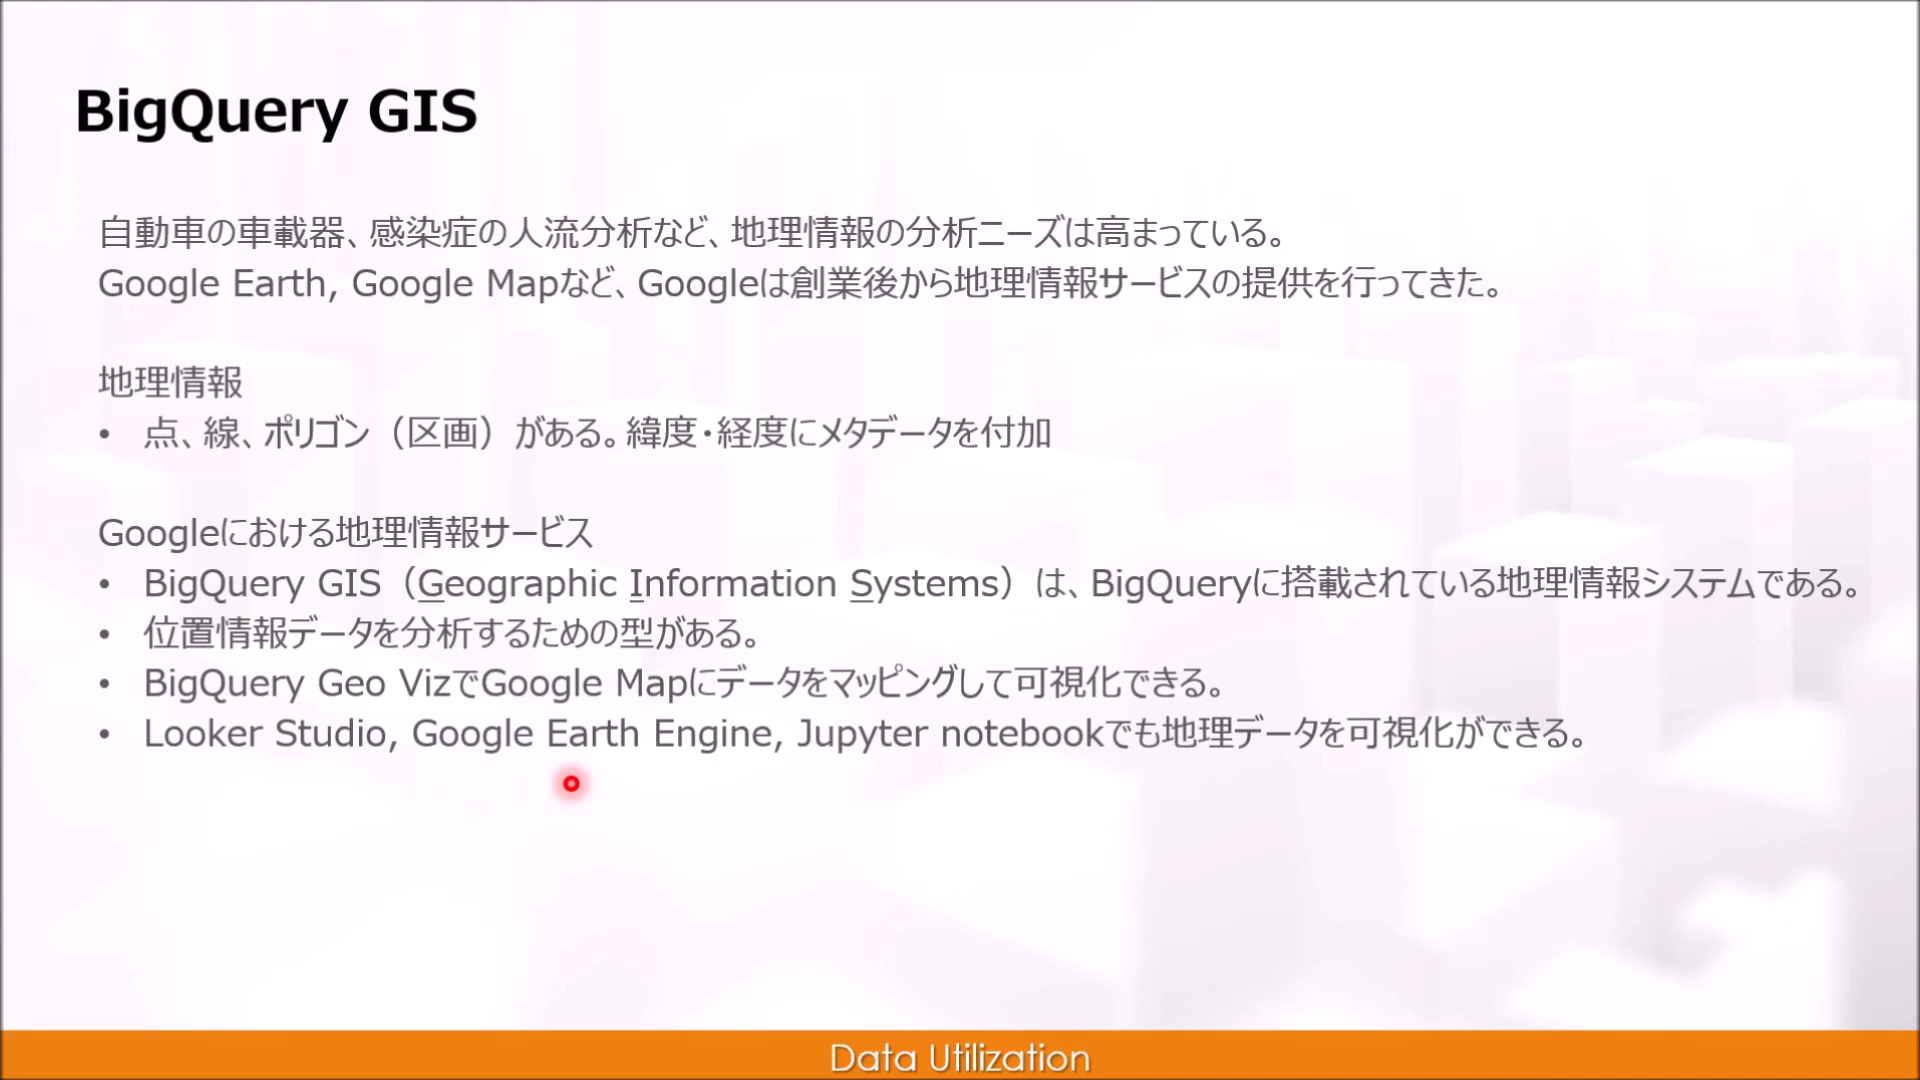 BigQuery GIS
自動車の車載器、感染症の人流分析など、地理情報の分析ニーズは高まっている。
Google Earth, Google Mapなど、Googleは創業後から地理情報サービスの提供を行ってきた。
地理情報
• 点、線、ポリゴン（区画）がある。緯度・経度にメタデータを付加
Googleにおける地理情報サービス
• BigQuery GIS（Geographic Information Systems）は、BigQueryに搭載されている地理情報システムである。
• 位置情報データを分析するための型がある。
• BigQuery Geo VizでGoogle Mapにデータをマッピングして可視化できる。
• Looker Studio, Google Earth Engine, Jupyter notebookでも地理データを可視化ができる。
Data Utilization